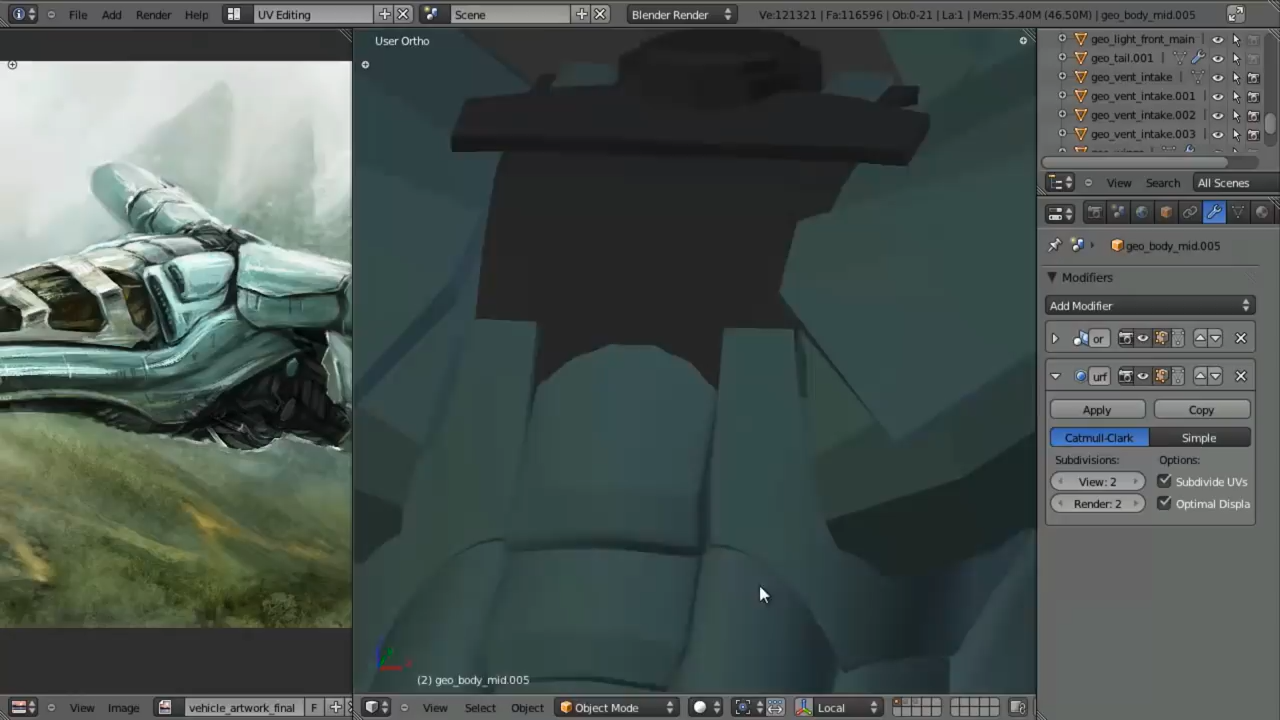 File Add Render Help UV Editing Scene Blender Render Ve:121321 | Fa:116596 | Ob:0-21 | La:1 | Mem:35.40M (46.50M) | geo_body_mid.005
User Ortho
geo_light_front_main
geo_tail.001
geo_vent_intake
geo_vent_intake.001
geo_vent_intake.002
geo_vent_intake.003
View Search All Scenes
geo_body_mid.005
Modifiers
Add Modifier
or
urf
Apply Copy
Catmull-Clark Simple
Subdivisions: Options:
View: 2 Subdivide UVs
Render: 2 Optimal Displa
(2) geo_body_mid.005
View Image vehicle_artwork_final F View Select Object Object Mode Local